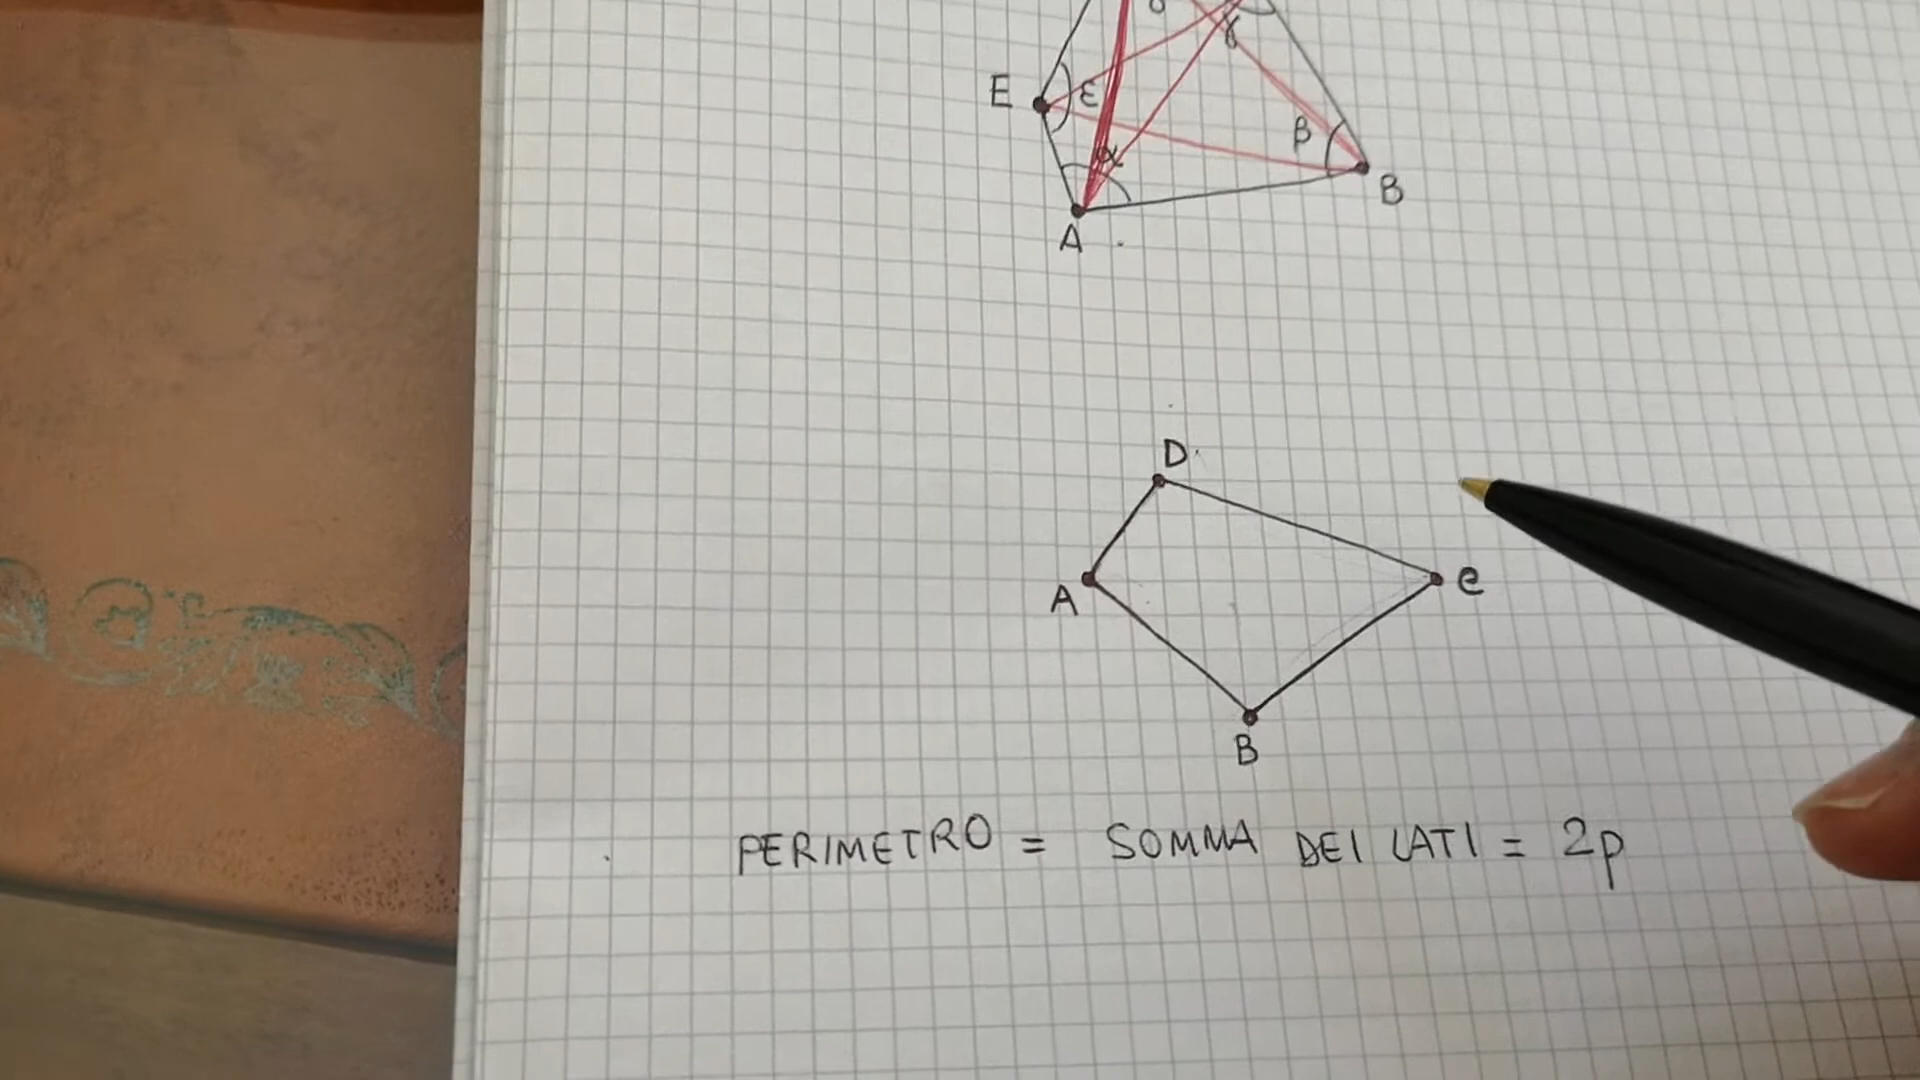 γ
E ε
β
α
B
A
D
A
C
B
PERIMETRO = SOMMA DEI LATI = 2p